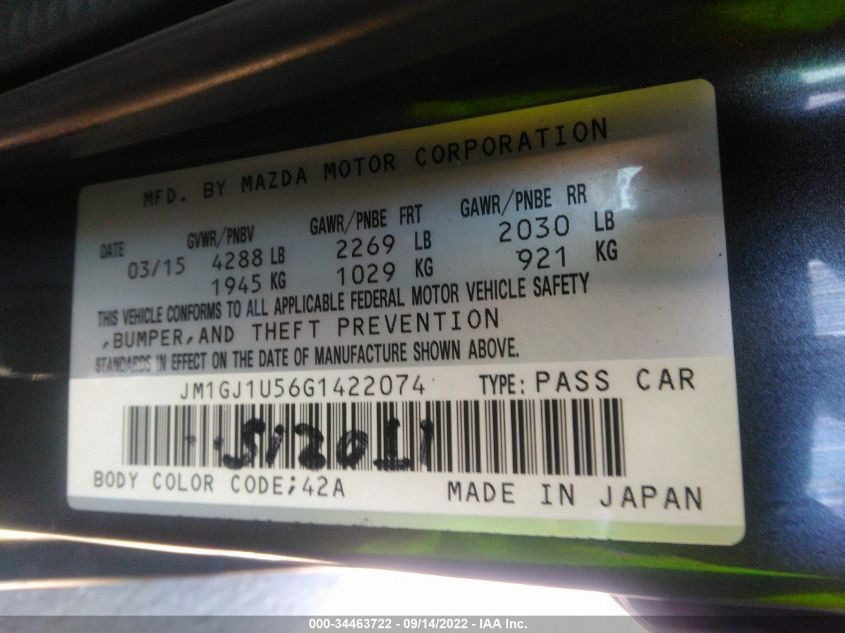 MFD. BY MAZDA MOTOR CORPORATION
DATE GVWR/PNBV GAWR/PNBE FRT GAWR/PNBE RR
03/15 4288 LB 2269 LB 2030 LB
1945 KG 1029 KG 921 KG
THIS VEHICLE CONFORMS TO ALL APPLICABLE FEDERAL MOTOR VEHICLE SAFETY
,BUMPER,AND THEFT PREVENTION
STANDARDS IN EFFECT ON THE DATE OF MANUFACTURE SHOWN ABOVE.
JM1GJ1U56G1422074 TYPE: PASS CAR
BODY COLOR CODE;42A MADE IN JAPAN
000-34463722 - 09/14/2022 - IAA Inc.